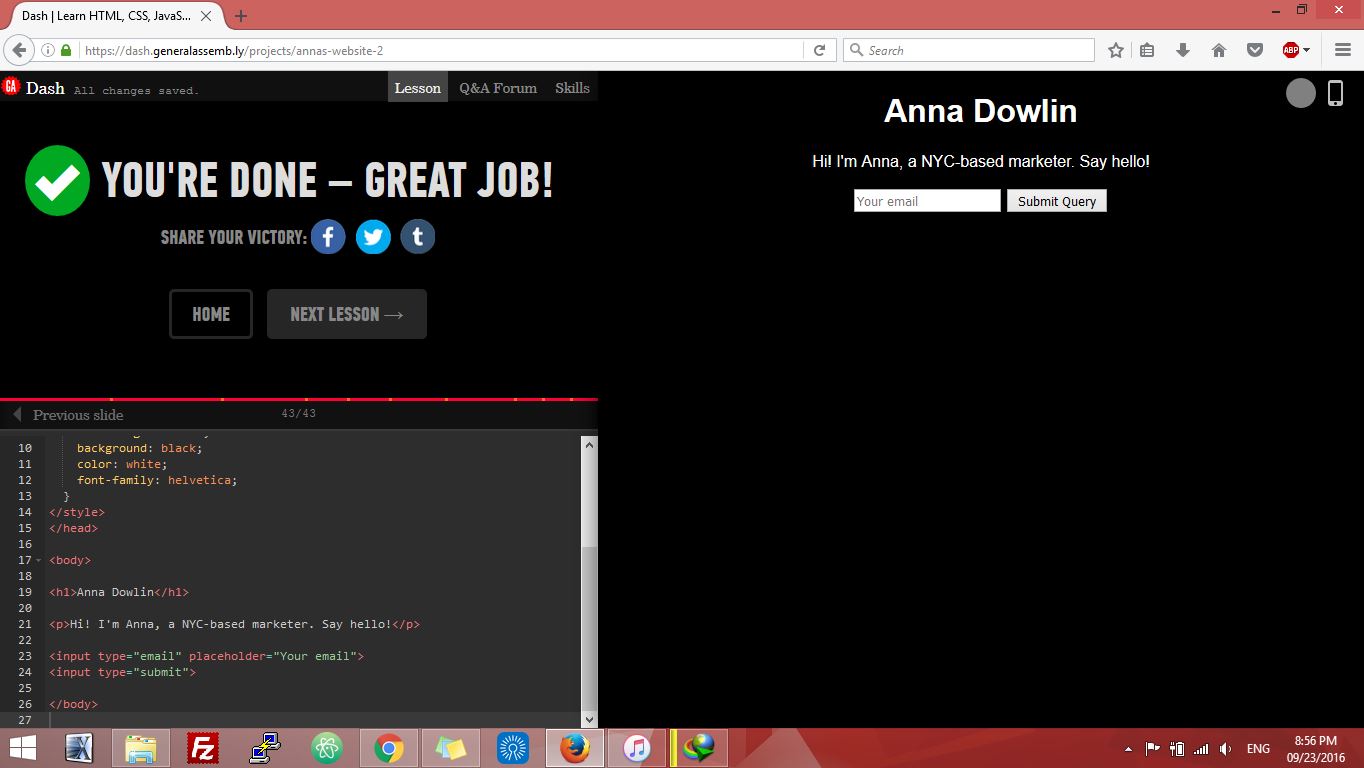 Dash | Learn HTML, CSS, JavaS...
https://dash.generalassemb.ly/projects/annas-website-2
Search
ABP
GA
Dash
All changes saved.
Lesson
Q&A Forum
Skills
YOU'RE DONE – GREAT JOB!
SHARE YOUR VICTORY:
HOME
NEXT LESSON →
Previous slide
43/43
10 background: black;
11 color: white;
12 font-family: helvetica;
13 }
14 </style>
15 </head>
16
17 <body>
18
19 <h1>Anna Dowlin</h1>
20
21 <p>Hi! I'm Anna, a NYC-based marketer. Say hello!</p>
22
23 <input type="email" placeholder="Your email">
24 <input type="submit">
25
26 </body>
27
Anna Dowlin
Hi! I'm Anna, a NYC-based marketer. Say hello!
Your email
Submit Query
ENG
8:56 PM
09/23/2016